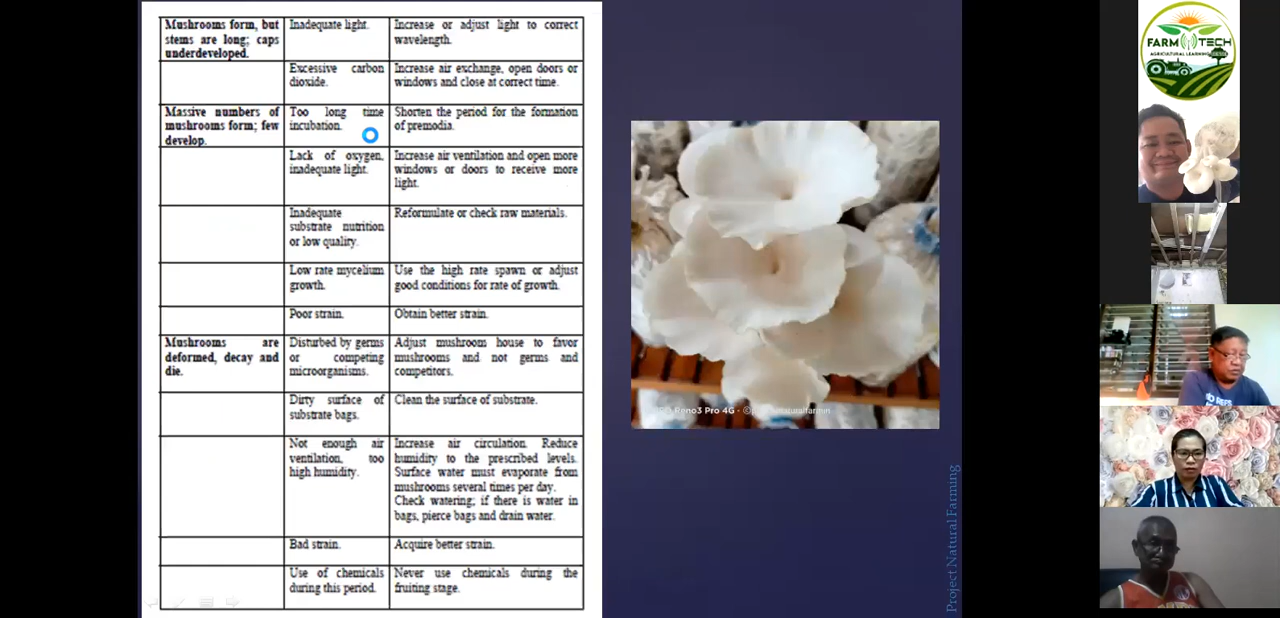 Mushrooms form, but
stems are long; caps
underdeveloped.
Inadequate light.
Increase or adjust light to correct
wavelength.
Excessive carbon
dioxide.
Increase air exchange, open doors or
windows and close at correct time.
Massive numbers of
mushrooms form; few
develop.
Too long time
incubation.
Shorten the period for the formation
of premodia.
Lack of oxygen,
inadequate light.
Increase air ventilation and open more
windows or doors to receive more
light.
Inadequate
substrate nutrition
or low quality.
Reformulate or check raw materials.
Low rate mycelium
growth.
Use the high rate spawn or adjust
good conditions for rate of growth.
Poor strain.
Obtain better strain.
Mushrooms are
deformed, decay and
die.
Disturbed by germs
or competing
microorganisms.
Adjust mushroom house to favor
mushrooms and not germs and
competitors.
Dirty surface of
substrate bags.
Clean the surface of substrate.
Not enough air
ventilation, too
high humidity.
Increase air circulation. Reduce
humidity to the prescribed levels.
Surface water must evaporate from
mushrooms several times per day.
Check watering; if there is water in
bags, pierce bags and drain water.
Bad strain.
Acquire better strain.
Use of chemicals
during this period.
Never use chemicals during the
fruiting stage.
Reno3 Pro 4G
Project Natural Farming
FARM TECH
AGRICULTURAL LEARNING